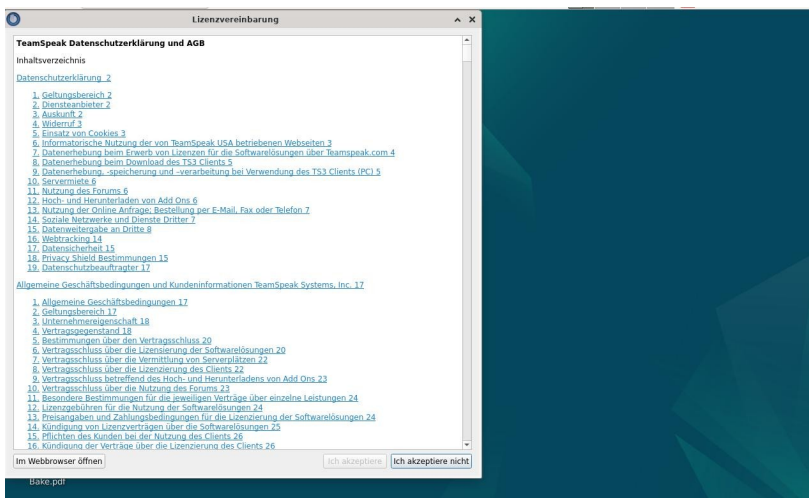 Lizenzvereinbarung
TeamSpeak Datenschutzerklärung und AGB
Inhaltsverzeichnis
Datenschutzerklärung 2
1. Geltungsbereich 2
2. Diensteanbieter 2
3. Auskunft 2
4. Widerruf 3
5. Einsatz von Cookies 3
6. Informatorische Nutzung der von TeamSpeak USA betriebenen Webseiten 3
7. Datenerhebung beim Erwerb von Lizenzen für die Softwarelösungen über Teamspeak.com 4
8. Datenerhebung beim Download des TS3 Clients 5
9. Datenerhebung, -speicherung und –verarbeitung bei Verwendung des TS3 Clients (PC) 5
10. Servermiete 6
11. Nutzung des Forums 6
12. Hoch- und Herunterladen von Add Ons 6
13. Nutzung der Online Anfrage; Bestellung per E-Mail, Fax oder Telefon 7
14. Soziale Netzwerke und Dienste Dritter 7
15. Datenweitergabe an Dritte 8
16. Webtracking 14
17. Datensicherheit 15
18. Privacy Shield Bestimmungen 15
19. Datenschutzbeauftragter 17
Allgemeine Geschäftsbedingungen und Kundeninformationen TeamSpeak Systems, Inc. 17
1. Allgemeine Geschäftsbedingungen 17
2. Geltungsbereich 17
3. Unternehmereigenschaft 18
4. Vertragsgegenstand 18
5. Bestimmungen über den Vertragsschluss 20
6. Vertragsschluss über die Lizensierung der Softwarelösungen 20
7. Vertragsschluss über die Vermittlung von Serverplätzen 22
8. Vertragsschluss über die Lizenzierung des Clients 22
9. Vertragsschluss betreffend des Hoch- und Herunterladens von Add Ons 23
10. Vertragsschluss über die Nutzung des Forums 23
11. Besondere Bestimmungen für die jeweiligen Verträge über einzelne Leistungen 24
12. Lizenzgebühren für die Nutzung der Softwarelösungen 24
13. Preisangaben und Zahlungsbedingungen für die Lizenzierung der Softwarelösungen 24
14. Kündigung von Lizenzverträgen über die Softwarelösungen 25
15. Pflichten des Kunden bei der Nutzung des Clients 26
16. Kündigung der Verträge über die Lizenzierung des Clients 26
Im Webbrowser öffnen
Ich akzeptiere
Ich akzeptiere nicht
Bake.pdf